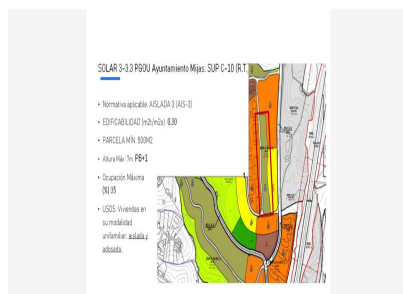 SOLAR 3-3.3 PGOU Ayuntamiento Mijas. SUP C-10 (R.T.
• Normativa aplicable: AISLADA 3 (AIS-3)
• EDIFICABILIDAD (m2t/m2s) 0,30
• PARCELA MÍN. 500M2
• Altura Máx: 7m. PB+1
• Ocupación Máxima
(%) 35
• USOS: Viviendas en
su modalidad
unifamiliar, aislada y
adosada.